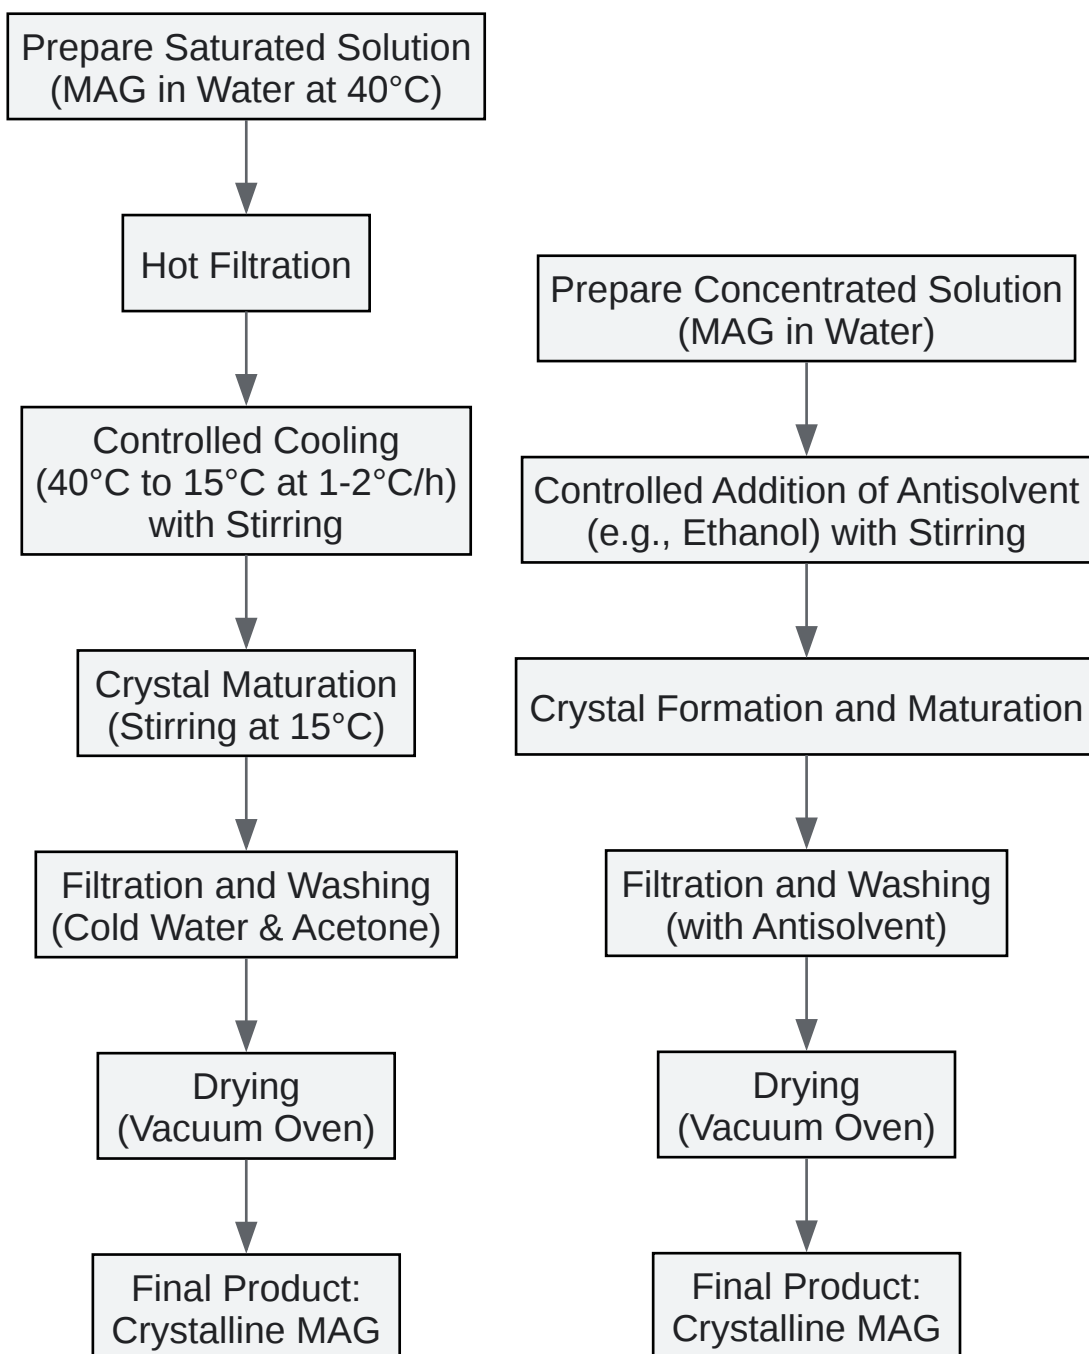 Prepare Saturated Solution
(MAG in Water at 40°C)
Hot Filtration
Controlled Cooling
(40°C to 15°C at 1-2°C/h)
with Stirring
Crystal Maturation
(Stirring at 15°C)
Filtration and Washing
(Cold Water & Acetone)
Drying
(Vacuum Oven)
Final Product:
Crystalline MAG
Prepare Concentrated Solution
(MAG in Water)
Controlled Addition of Antisolvent
(e.g., Ethanol) with Stirring
Crystal Formation and Maturation
Filtration and Washing
(with Antisolvent)
Drying
(Vacuum Oven)
Final Product:
Crystalline MAG